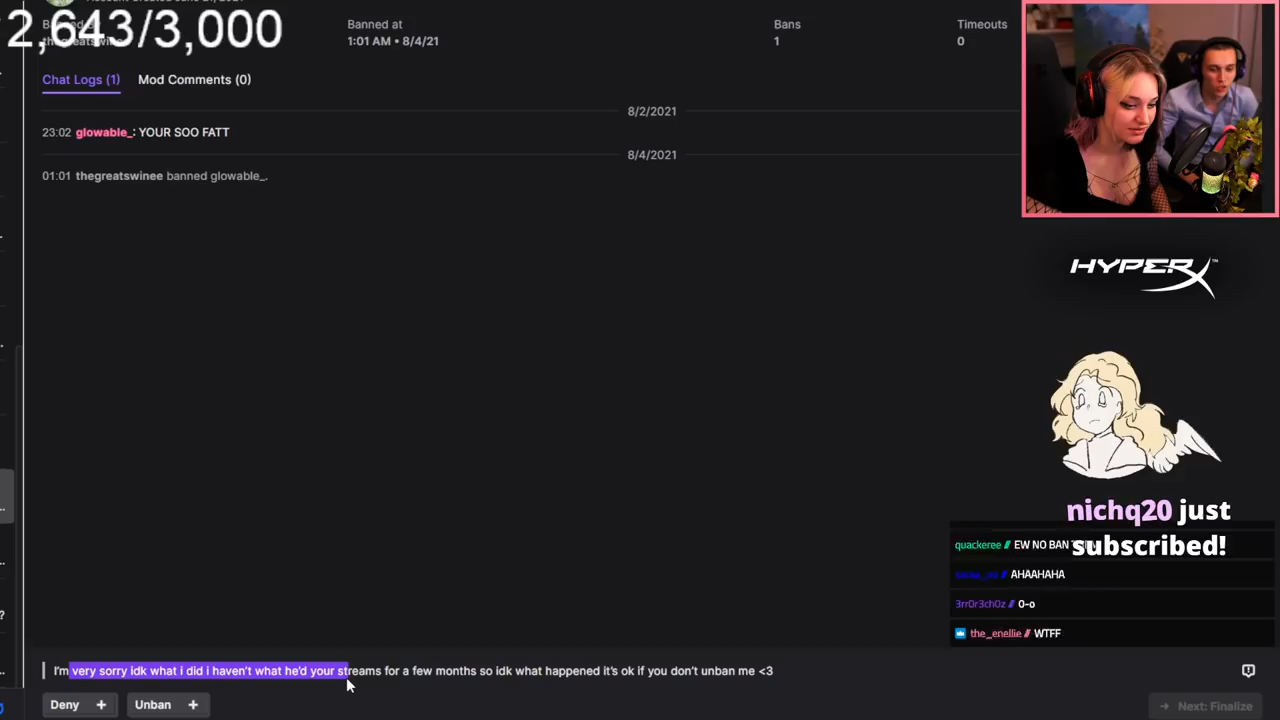 2,643/3,000
Banned at
Bans
Timeouts
1:01 AM • 8/4/21
1
0
Chat Logs (1)
Mod Comments (0)
8/2/2021
23:02 glowable_: YOUR SOO FATT
8/4/2021
01:01 thegreatswinee banned glowable_.
HYPERX
nichq20 just
subscribed!
quackeree // EW NO BAN
AHAAHAHA
3rr0r3ch0z // O-o
the_enellie // WTFF
I'm very sorry idk what i did i haven't what he'd your streams for a few months so idk what happened it's ok if you don't unban me <3
Deny +
Unban +
→ Next: Finalize